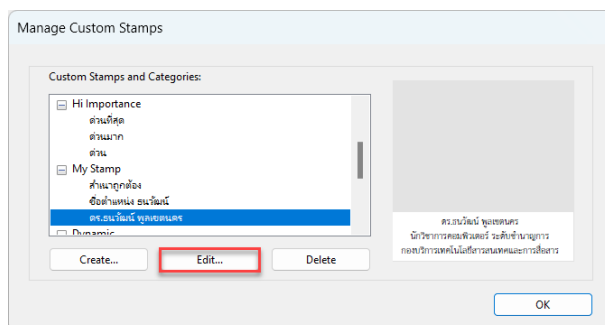 Manage Custom Stamps
Custom Stamps and Categories:
Hi Importance
ด่วนที่สุด
ด่วนมาก
ด่วน
My Stamp
สำเนาถูกต้อง
ชื่อตำแหน่ง ธนวัฒน์
ดร.ธนวัฒน์ พูลเขตนคร
Dynamic
Create...
Edit...
Delete
ดร.ธนวัฒน์ พูลเขตนคร
นักวิชาการคอมพิวเตอร์ ระดับชำนาญการ
กองบริการเทคโนโลยีสารสนเทศและการสื่อสาร
OK